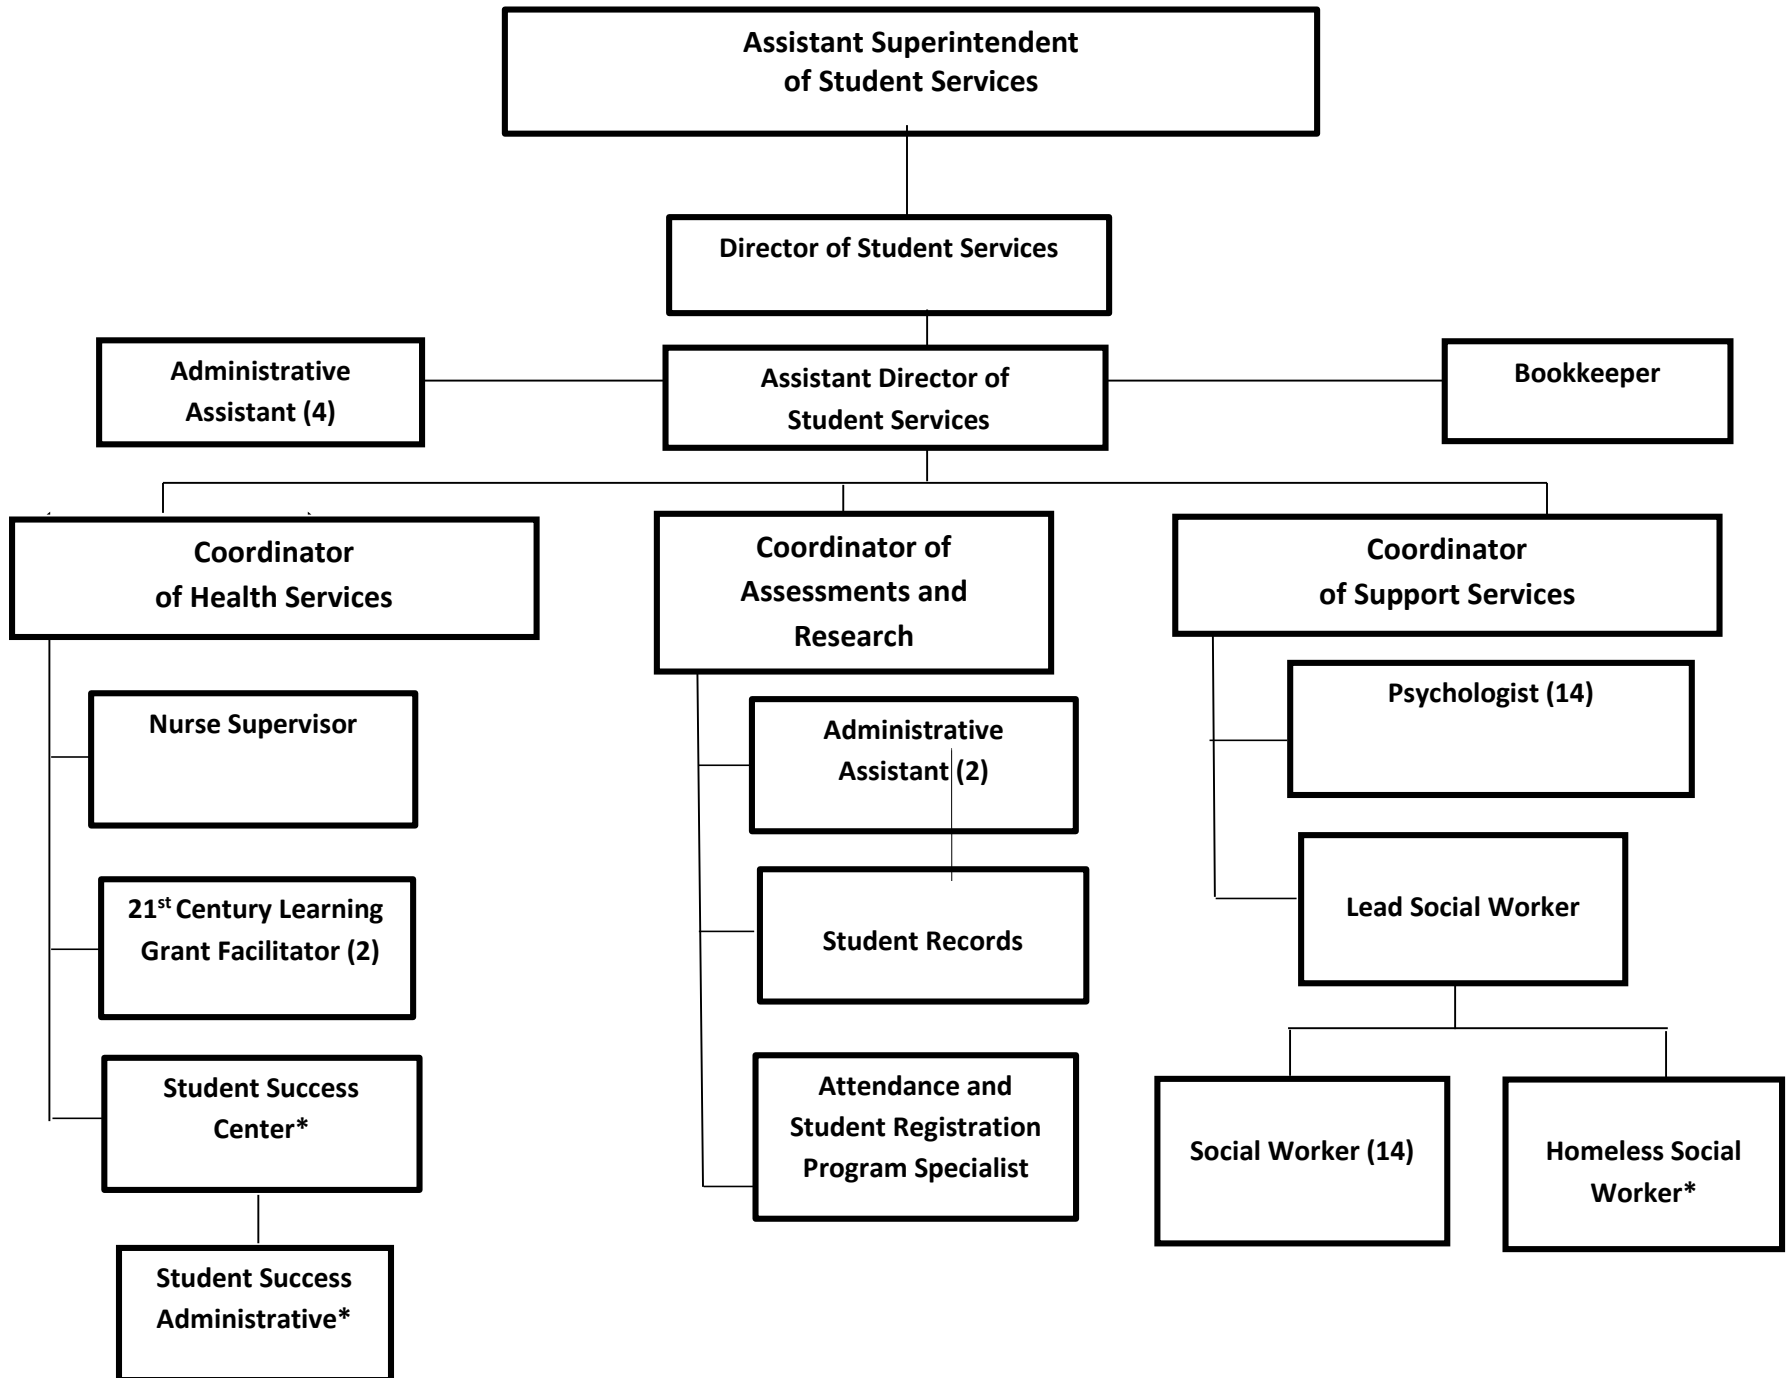 Assistant Superintendent
of Student Services
Director of Student Services
Administrative
Assistant (4)
Assistant Director of
Student Services
Bookkeeper
Coordinator
of Health Services
Coordinator of
Assessments and
Research
Coordinator
of Support Services
Nurse Supervisor
Administrative
Assistant (2)
Psychologist (14)
21st Century Learning
Grant Facilitator (2)
Student Records
Lead Social Worker
Student Success
Center*
Attendance and
Student Registration
Program Specialist
Social Worker (14)
Homeless Social
Worker*
Student Success
Administrative*